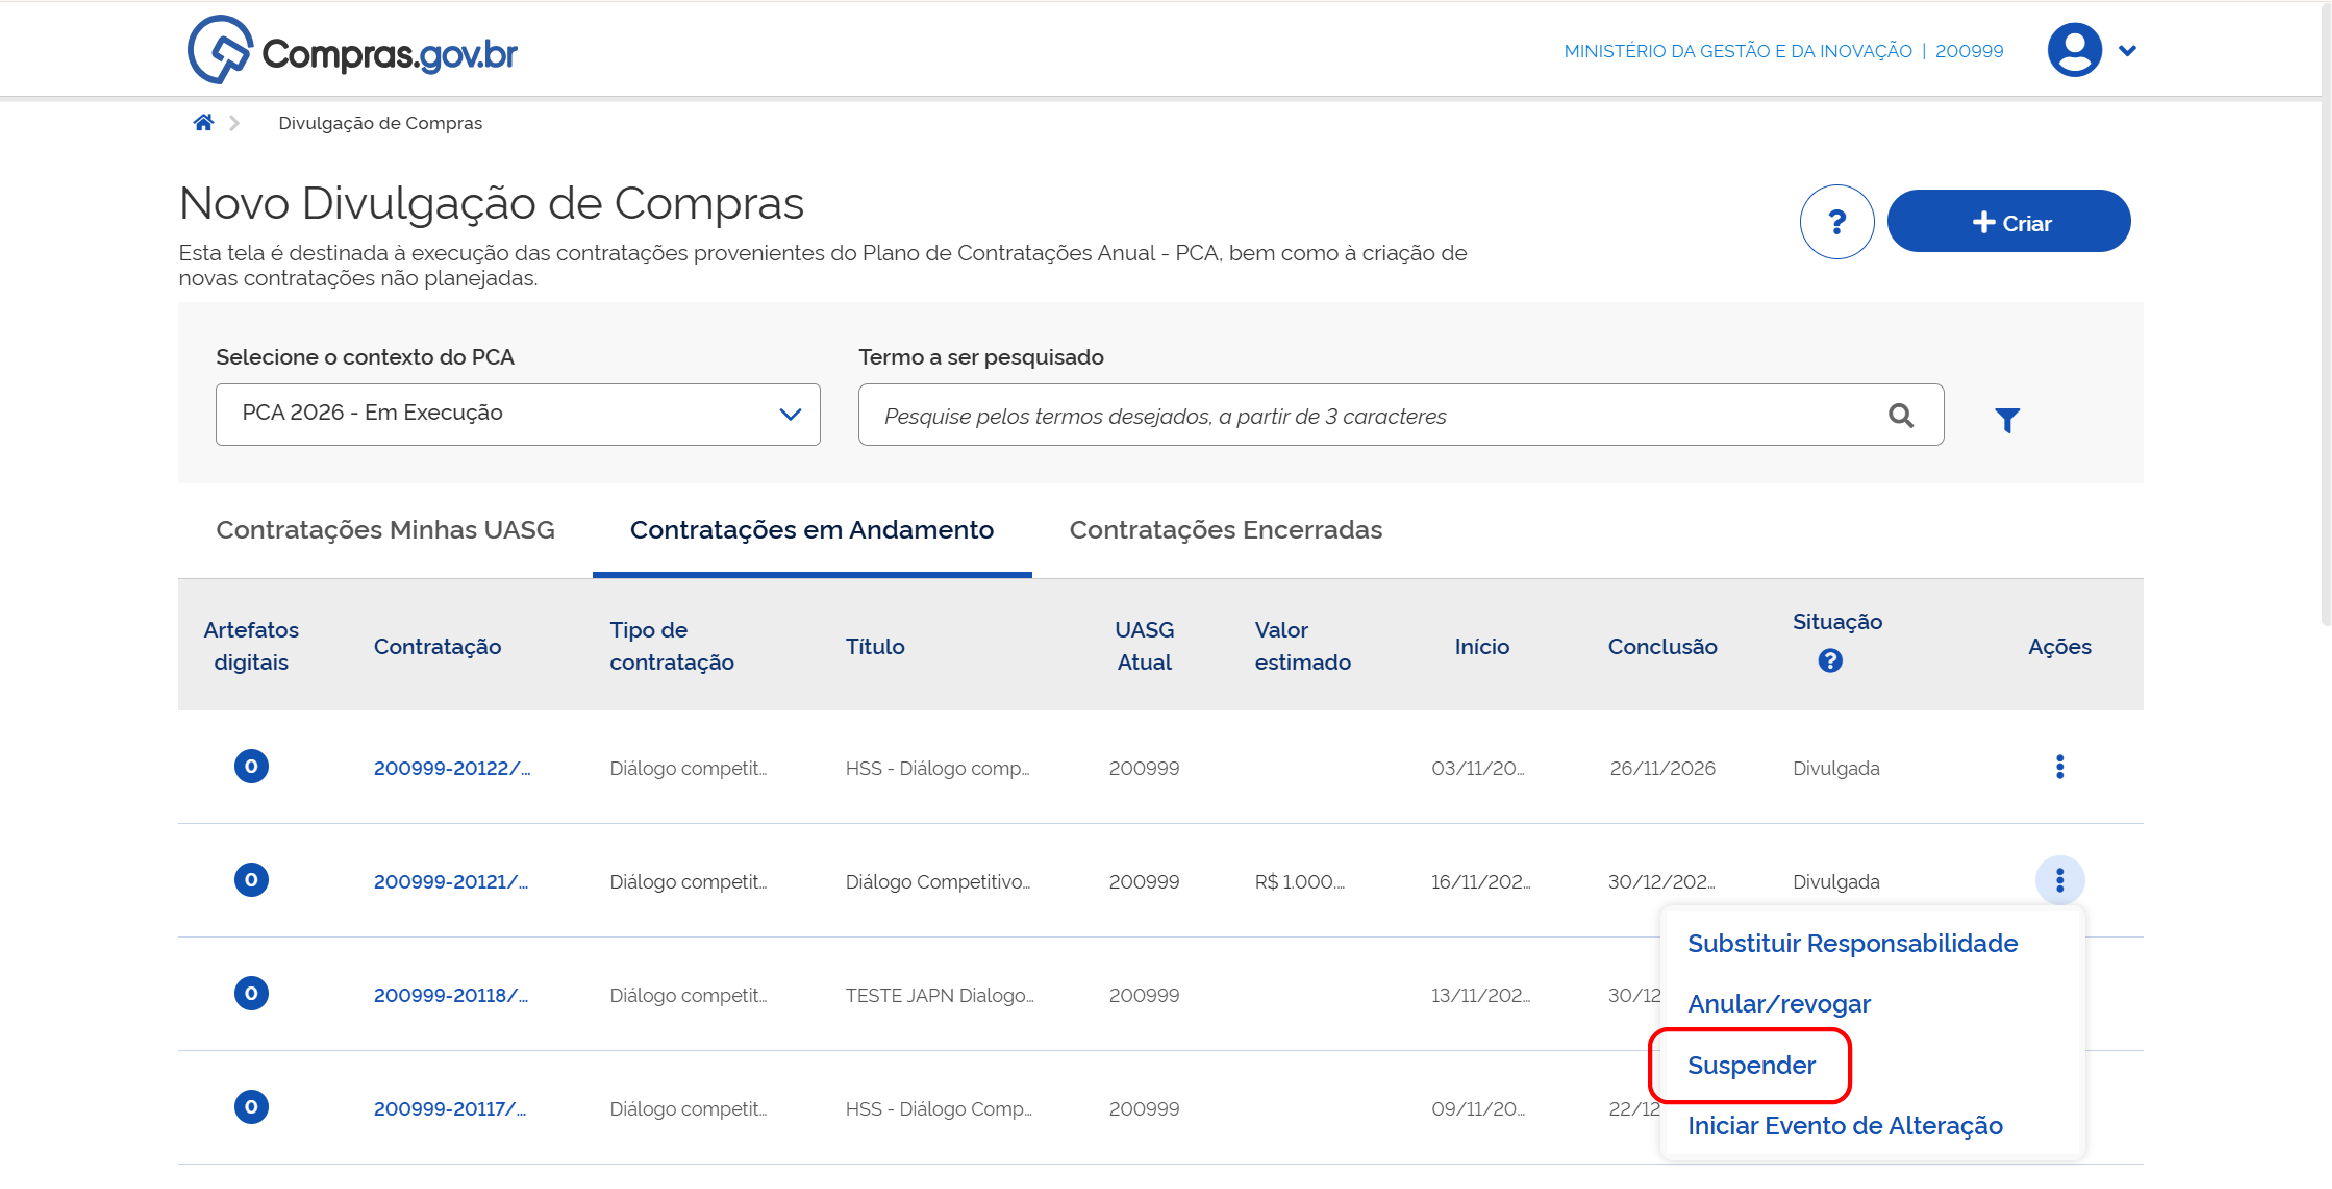 Compras.gov.br
MINISTÉRIO DA GESTÃO E DA INOVAÇÃO | 200999
Divulgação de Compras
Novo Divulgação de Compras
Esta tela é destinada à execução das contratações provenientes do Plano de Contratações Anual - PCA, bem como à criação de
novas contratações não planejadas.
?
Criar
Selecione o contexto do PCA
Termo a ser pesquisado
PCA 2026 - Em Execução
Pesquise pelos termos desejados, a partir de 3 caracteres
Contratações Minhas UASG
Contratações em Andamento
Contratações Encerradas
Artefatos digitais
Contratação
Tipo de contratação
Título
UASG Atual
Valor estimado
Início
Conclusão
Situação ?
Ações
0 200999-20122/... Diálogo competit... HSS - Diálogo comp... 200999 03/11/20... 26/11/2026 Divulgada
0 200999-20121/... Diálogo competit... Diálogo Competitivo... 200999 R$ 1.000.... 16/11/202... 30/12/202... Divulgada
0 200999-20118/... Diálogo competit... TESTE JAPN Dialogo... 200999 13/11/202... 30/12
0 200999-20117/... Diálogo competit... HSS - Diálogo Comp... 200999 09/11/20... 22/12
Substituir Responsabilidade
Anular/revogar
Suspender
Iniciar Evento de Alteração